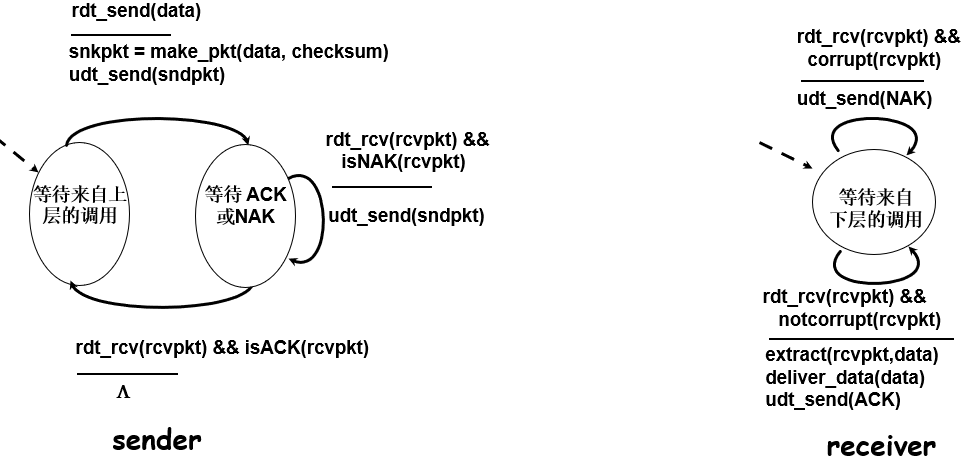 rdt_send(data)
snkpkt = make_pkt(data, checksum)
udt_send(sndpkt)
等待来自上
层的调用
等待 ACK
或NAK
rdt_rcv(rcvpkt) &&
isNAK(rcvpkt)
udt_send(sndpkt)
rdt_rcv(rcvpkt) && isACK(rcvpkt)
Λ
sender
rdt_rcv(rcvpkt) &&
corrupt(rcvpkt)
udt_send(NAK)
等待来自
下层的调用
rdt_rcv(rcvpkt) &&
notcorrupt(rcvpkt)
extract(rcvpkt,data)
deliver_data(data)
udt_send(ACK)
receiver